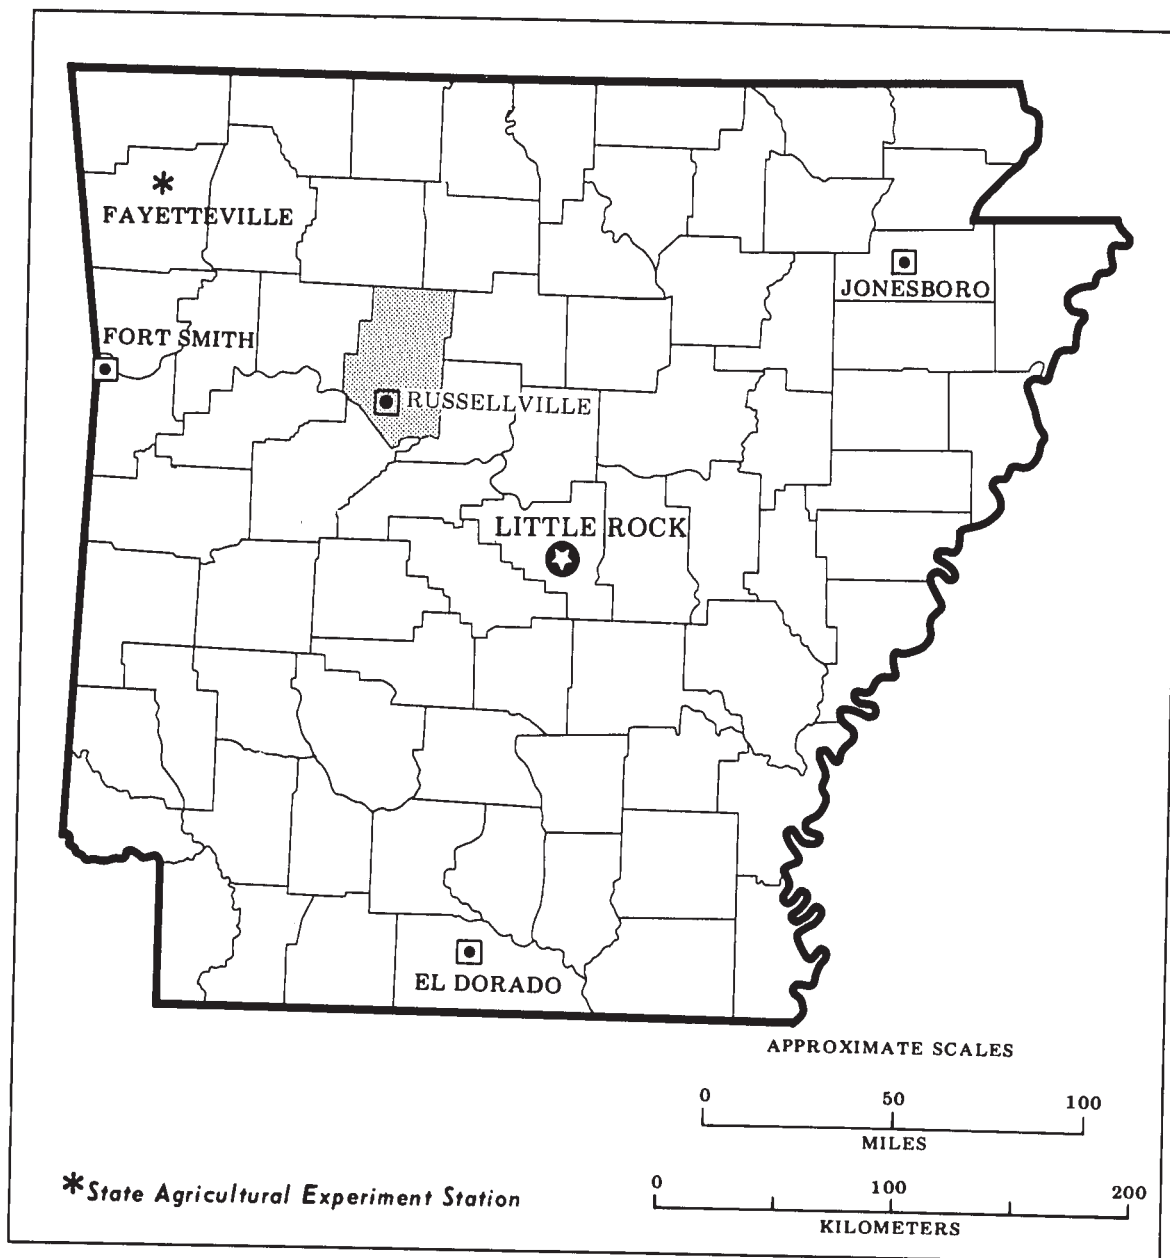 FAYETTEVILLE
JONESBORO
FORT SMITH
RUSSELLVILLE
LITTLE ROCK
EL DORADO
APPROXIMATE SCALES
0 50 100
MILES
0 100 200
KILOMETERS
*State Agricultural Experiment Station